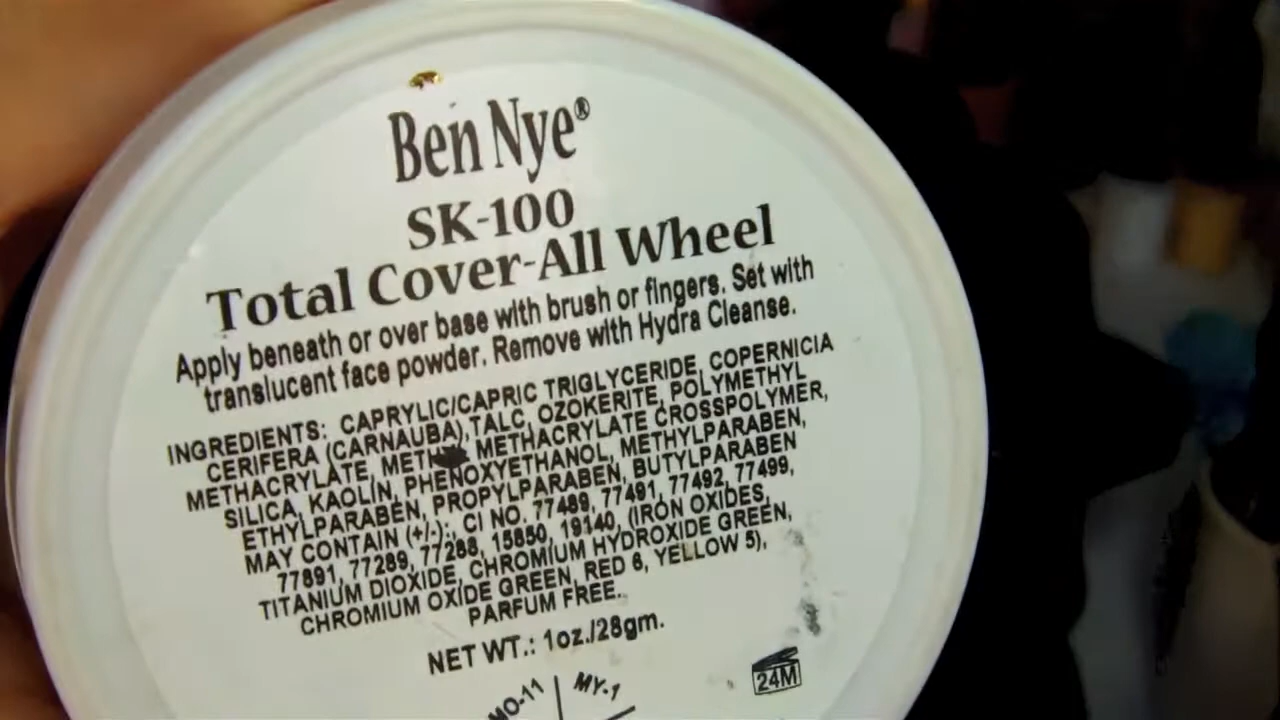 Ben Nye®
SK-100
Total Cover-All Wheel
Apply beneath or over base with brush or fingers. Set with
translucent face powder. Remove with Hydra Cleanse.
INGREDIENTS: CAPRYLIC/CAPRIC TRIGLYCERIDE, COPERNICIA
CERIFERA (CARNAUBA), TALC, OZOKERITE, POLYMETHYL
METHACRYLATE, METHACRYLATE CROSSPOLYMER,
SILICA, KAOLIN, PHENOXYETHANOL, METHYLPARABEN,
ETHYLPARABEN, PROPYLPARABEN, BUTYLPARABEN
MAY CONTAIN (+/-):, CI NO. 77489, 77491, 77492, 77499,
77891, 77289, 77288, 15850, 19140, (IRON OXIDES,
TITANIUM DIOXIDE, CHROMIUM HYDROXIDE GREEN,
CHROMIUM OXIDE GREEN, RED 6, YELLOW 5),
PARFUM FREE.
NET WT.: 1oz./28gm.
MO-11
MY-1
24M